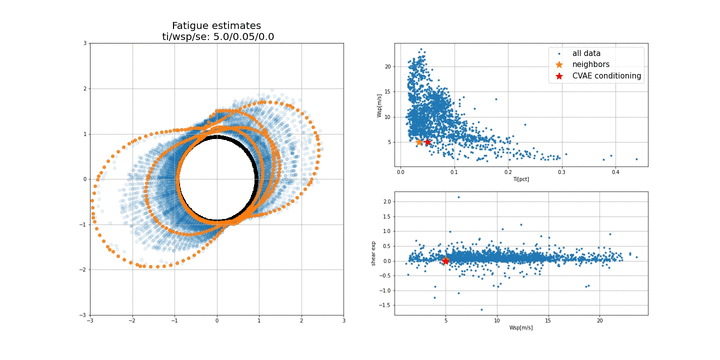 Fatigue estimates
ti/wsp/se: 5.0/0.05/0.0
3
2
1
0
−1
−2
−3
−3 −2 −1 0 1 2 3
all data
neighbors
CVAE conditioning
Wsp[m/s]
20
15
10
5
0.0 0.1 0.2 0.3 0.4
Ti[pct]
shear exp
2.0
1.5
1.0
0.5
0.0
−0.5
−1.0
−1.5
5 10 15 20
Wsp[m/s]